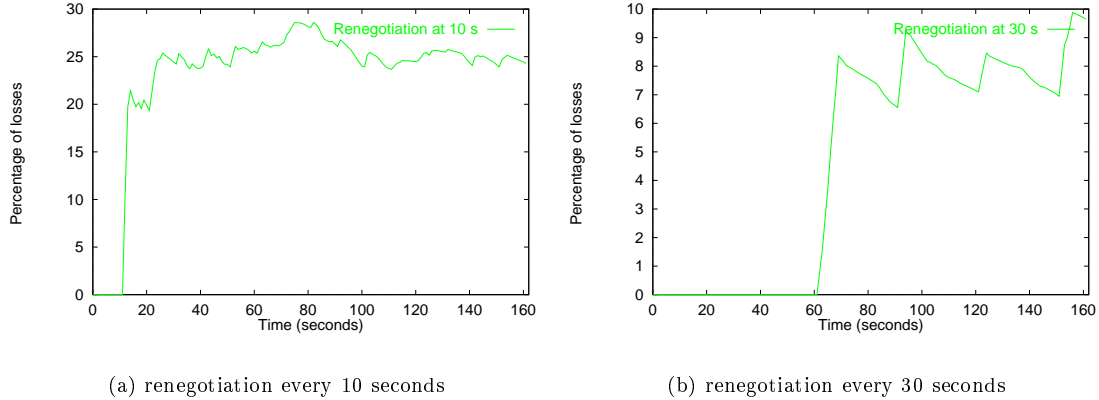 30
25
20
15
10
5
0
Percentage of losses
Renegotiation at 10 s
0 20 40 60 80 100 120 140 160
Time (seconds)
(a) renegotiation every 10 seconds
10
9
8
7
6
5
4
3
2
1
0
Percentage of losses
Renegotiation at 30 s
0 20 40 60 80 100 120 140 160
Time (seconds)
(b) renegotiation every 30 seconds